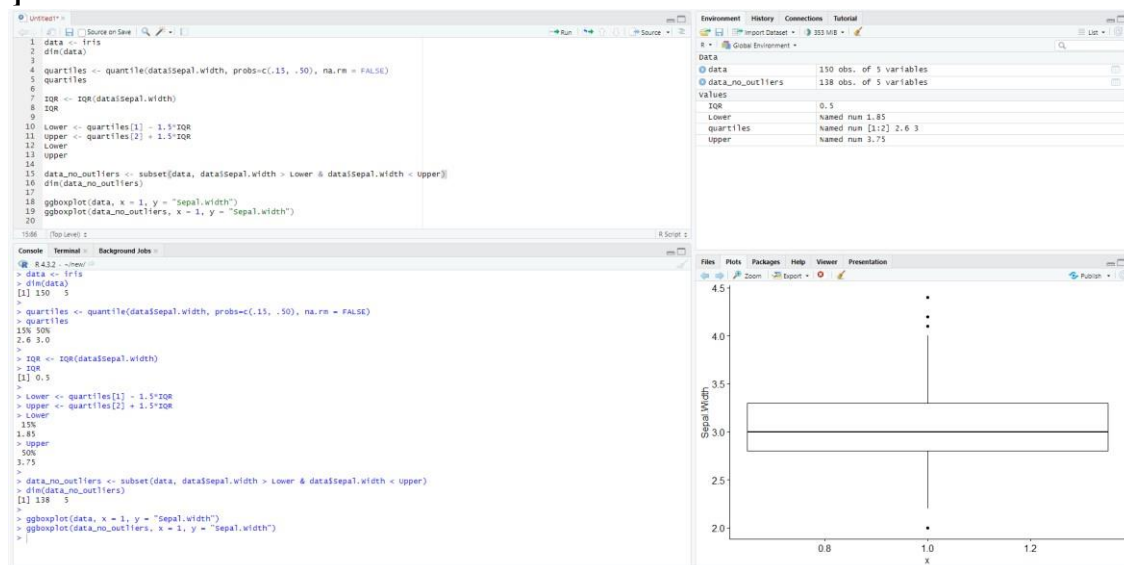 Untitled1*
Source on Save
Run
Source
1 data <- iris
2 dim(data)
3
4 quartiles <- quantile(data$Sepal.Width, probs=c(.15, .50), na.rm = FALSE)
5 quartiles
6
7 IQR <- IQR(data$Sepal.Width)
8 IQR
9
10 Lower <- quartiles[1] - 1.5*IQR
11 Upper <- quartiles[2] + 1.5*IQR
12 Lower
13 Upper
14
15 data_no_outliers <- subset(data, data$Sepal.Width > Lower & data$Sepal.Width < Upper)
16 dim(data_no_outliers)
17
18 ggboxplot(data, x = 1, y = "Sepal.Width")
19 ggboxplot(data_no_outliers, x = 1, y = "Sepal.Width")
20
15:86 (Top Level) R Script
Console Terminal Background Jobs
R 4.3.2 · ~/new/
> data <- iris
> dim(data)
[1] 150   5
>
> quartiles <- quantile(data$Sepal.Width, probs=c(.15, .50), na.rm = FALSE)
> quartiles
15% 50%
2.6 3.0
>
> IQR <- IQR(data$Sepal.Width)
> IQR
[1] 0.5
>
> Lower <- quartiles[1] - 1.5*IQR
> Upper <- quartiles[2] + 1.5*IQR
> Lower
15%
1.85
> Upper
50%
3.75
>
> data_no_outliers <- subset(data, data$Sepal.Width > Lower & data$Sepal.Width < Upper)
> dim(data_no_outliers)
[1] 138   5
>
> ggboxplot(data, x = 1, y = "Sepal.Width")
> ggboxplot(data_no_outliers, x = 1, y = "Sepal.Width")
>
Environment History Connections Tutorial
Import Dataset 353 MiB List
R Global Environment
Data
data 150 obs. of 5 variables
data_no_outliers 138 obs. of 5 variables
Values
IQR 0.5
Lower Named num 1.85
quartiles Named num [1:2] 2.6 3
Upper Named num 3.75
Files Plots Packages Help Viewer Presentation
Zoom Export Publish
4.5
4.0
3.5
3.0
2.5
2.0
Sepal.Width
0.8 1.0 1.2
x